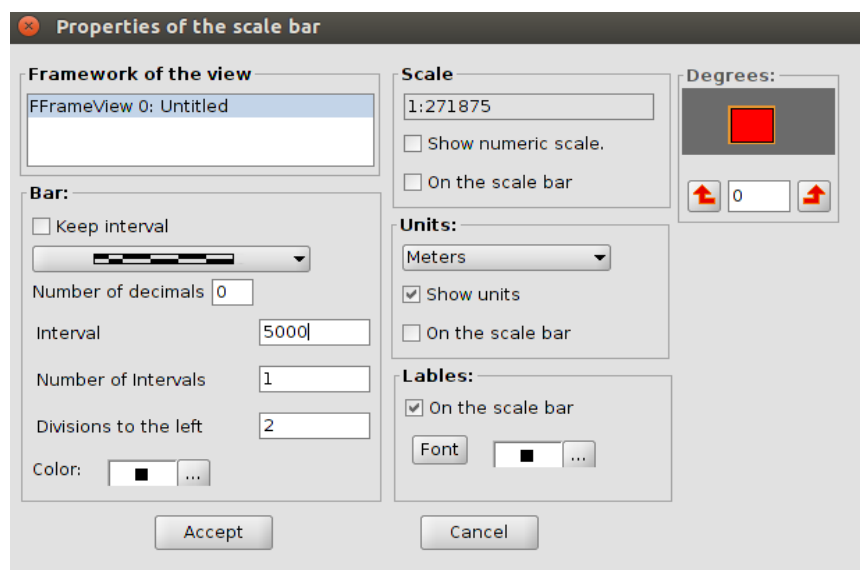 Properties of the scale bar
Framework of the view
FFrameView 0: Untitled
Bar:
Keep interval
Number of decimals 0
Interval 5000
Number of Intervals 1
Divisions to the left 2
Color: ...
Scale
1:271875
Show numeric scale.
On the scale bar
Units:
Meters
Show units
On the scale bar
Lables:
On the scale bar
Font ...
Degrees:
0
Accept
Cancel